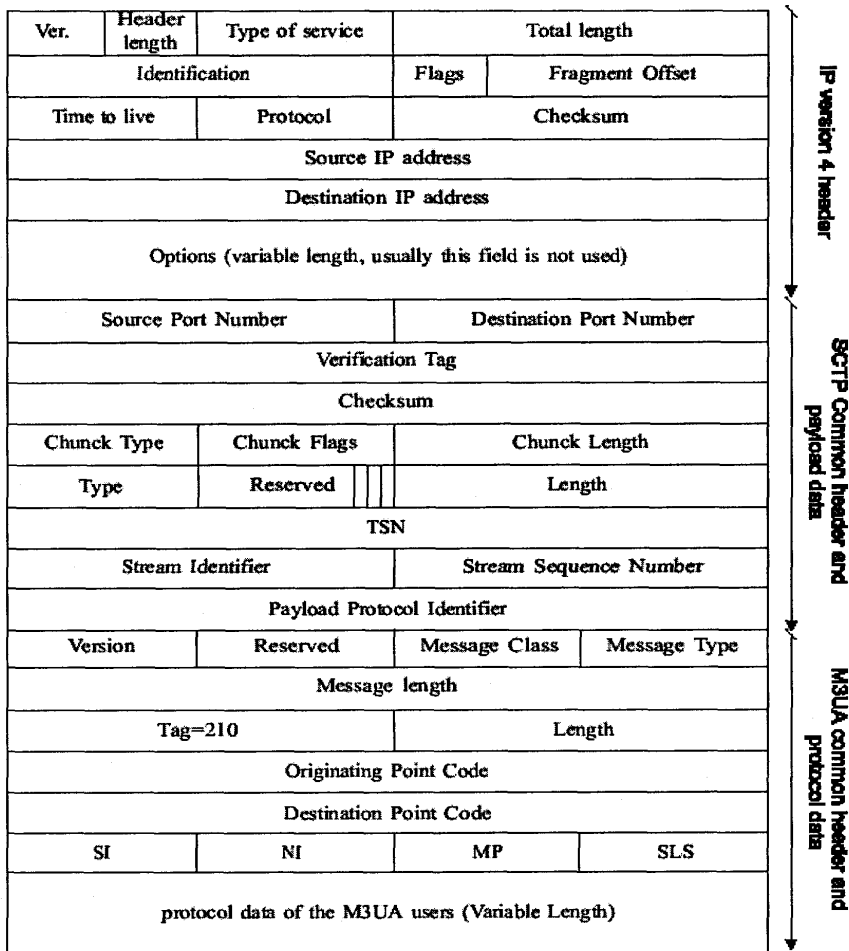 Ver.
Header
length
Type of service
Total length
Identification
Flags
Fragment Offset
Time to live
Protocol
Checksum
Source IP address
Destination IP address
Options (variable length, usually this field is not used)
IP version 4 header
Source Port Number
Destination Port Number
Verification Tag
Checksum
Chunck Type
Chunck Flags
Chunck Length
Type
Reserved
Length
TSN
Stream Identifier
Stream Sequence Number
Payload Protocol Identifier
SCTP Common header and
payload data
Version
Reserved
Message Class
Message Type
Message length
Tag=210
Length
Originating Point Code
Destination Point Code
SI
NI
MP
SLS
protocol data of the M3UA users (Variable Length)
M3UA common header and
protocol data